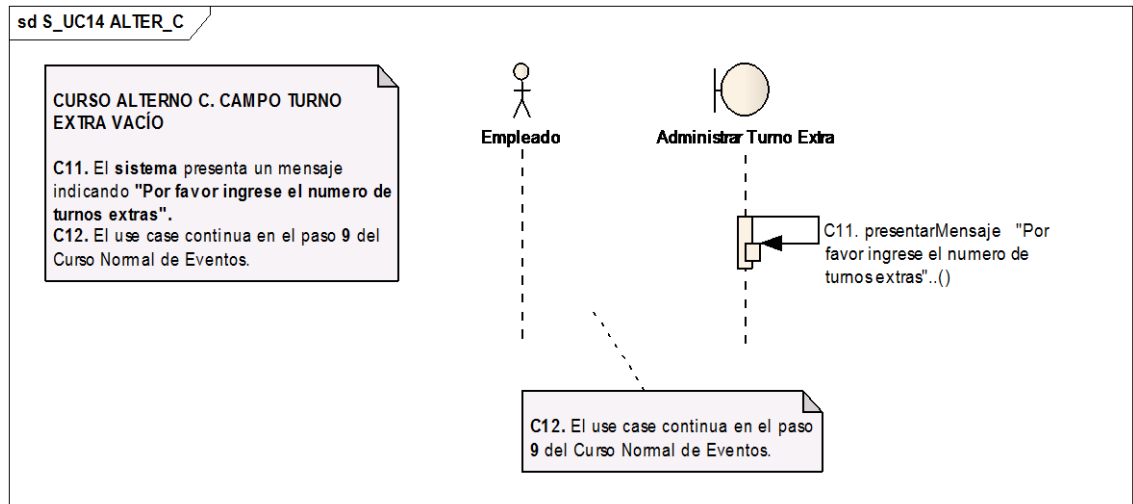 sd S_UC14 ALTER_C
CURSO ALTERNO C. CAMPO TURNO
EXTRA VACÍO
C11. El sistema presenta un mensaje
indicando "Por favor ingrese el numero de
turnos extras".
C12. El use case continua en el paso 9 del
Curso Normal de Eventos.
Empleado
Administrar Turno Extra
C11. presentarMensaje "Por
favor ingrese el numero de
turnos extras"..()
C12. El use case continua en el paso
9 del Curso Normal de Eventos.